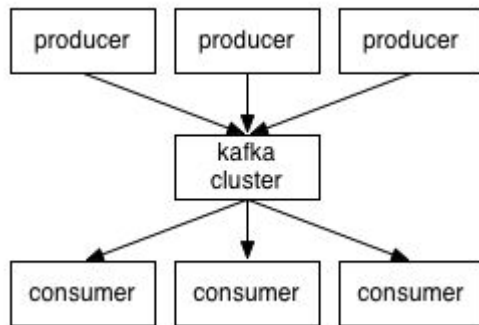 producer
producer
producer
kafka
cluster
consumer
consumer
consumer